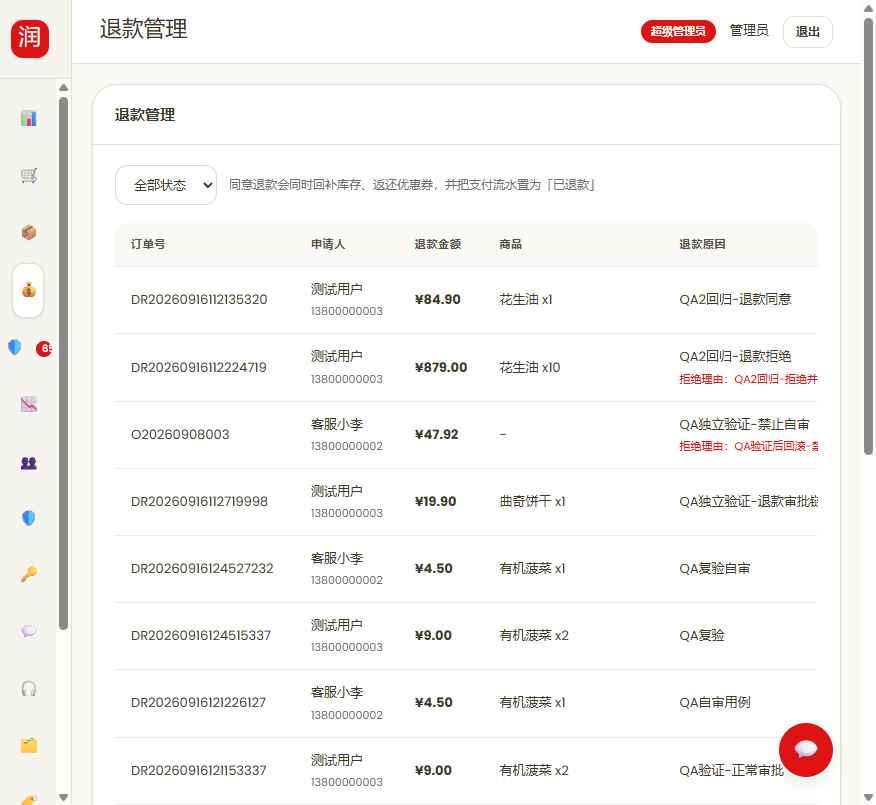 润
退款管理
超级管理员
管理员
退出
退款管理
全部状态
同意退款会同时回补库存、返还优惠券，并把支付流水置为「已退款」
订单号 申请人 退款金额 商品 退款原因
DR20260916112135320 测试用户 13800000003 ¥84.90 花生油 x1 QA2回归-退款同意
DR20260916112224719 测试用户 13800000003 ¥879.00 花生油 x10 QA2回归-退款拒绝
拒绝理由：QA2回归-拒绝并
O20260908003 客服小李 13800000002 ¥47.92 - QA独立验证-禁止自审
拒绝理由：QA验证后回滚-
DR20260916112719998 测试用户 13800000003 ¥19.90 曲奇饼干 x1 QA独立验证-退款审批
DR20260916124527232 客服小李 13800000002 ¥4.50 有机菠菜 x1 QA复验自审
DR20260916124515337 测试用户 13800000003 ¥9.00 有机菠菜 x2 QA复验
DR20260916121226127 客服小李 13800000002 ¥4.50 有机菠菜 x1 QA自审用例
DR20260916121153337 测试用户 13800000003 ¥9.00 有机菠菜 x2 QA验证-正常审批